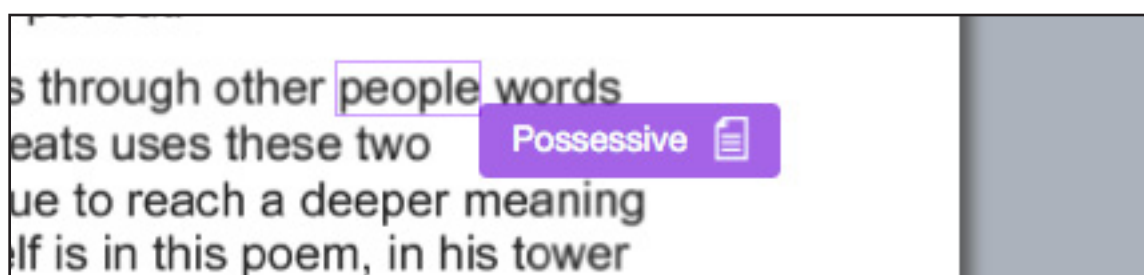 s through other people words
Possessive
eats uses these two
ue to reach a deeper meaning
elf is in this poem, in his tower